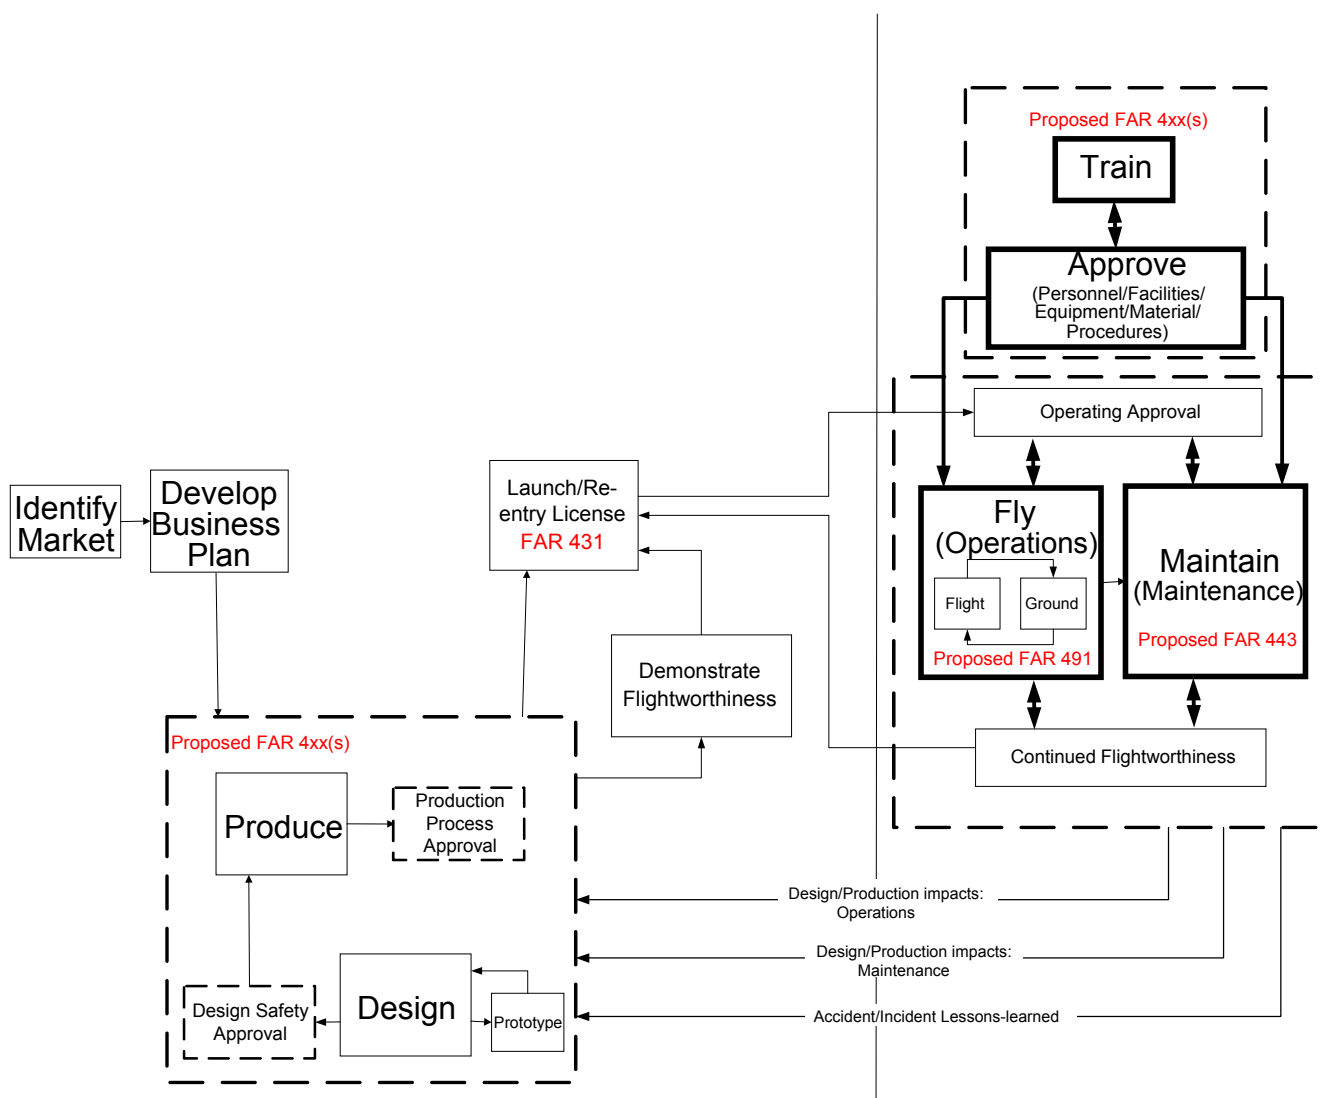 Proposed FAR 4xx(s)
Train
Approve
(Personnel/Facilities/
Equipment/Material/
Procedures)
Operating Approval
Identify
Market
Develop
Business
Plan
Launch/Re-
entry License
FAR 431
Fly
(Operations)
Flight
Ground
Proposed FAR 491
Maintain
(Maintenance)
Proposed FAR 443
Demonstrate
Flightworthiness
Continued Flightworthiness
Proposed FAR 4xx(s)
Produce
Production
Process
Approval
Design/Production impacts:
Operations
Design/Production impacts:
Maintenance
Design Safety
Approval
Design
Prototype
Accident/Incident Lessons-learned